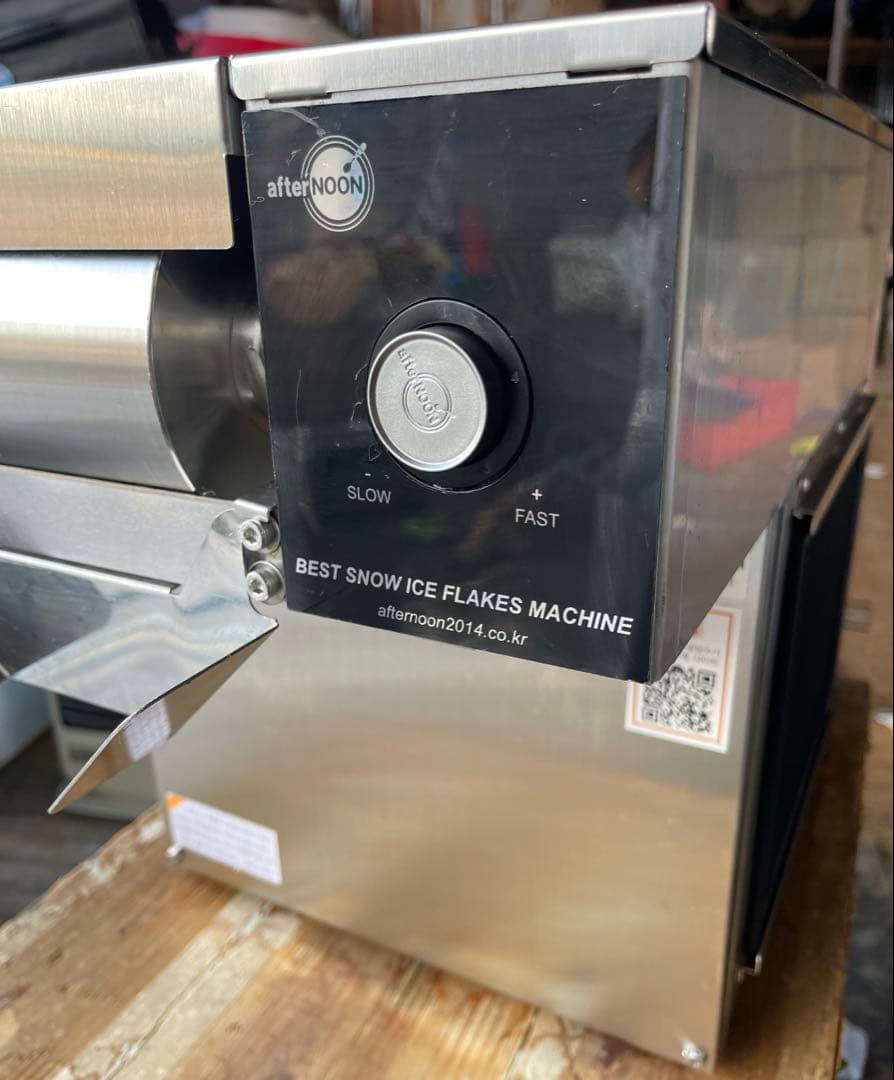 afterNOON
afterNOON
-
SLOW
+
FAST
BEST SNOW ICE FLAKES MACHINE
afternoon2014.co.kr